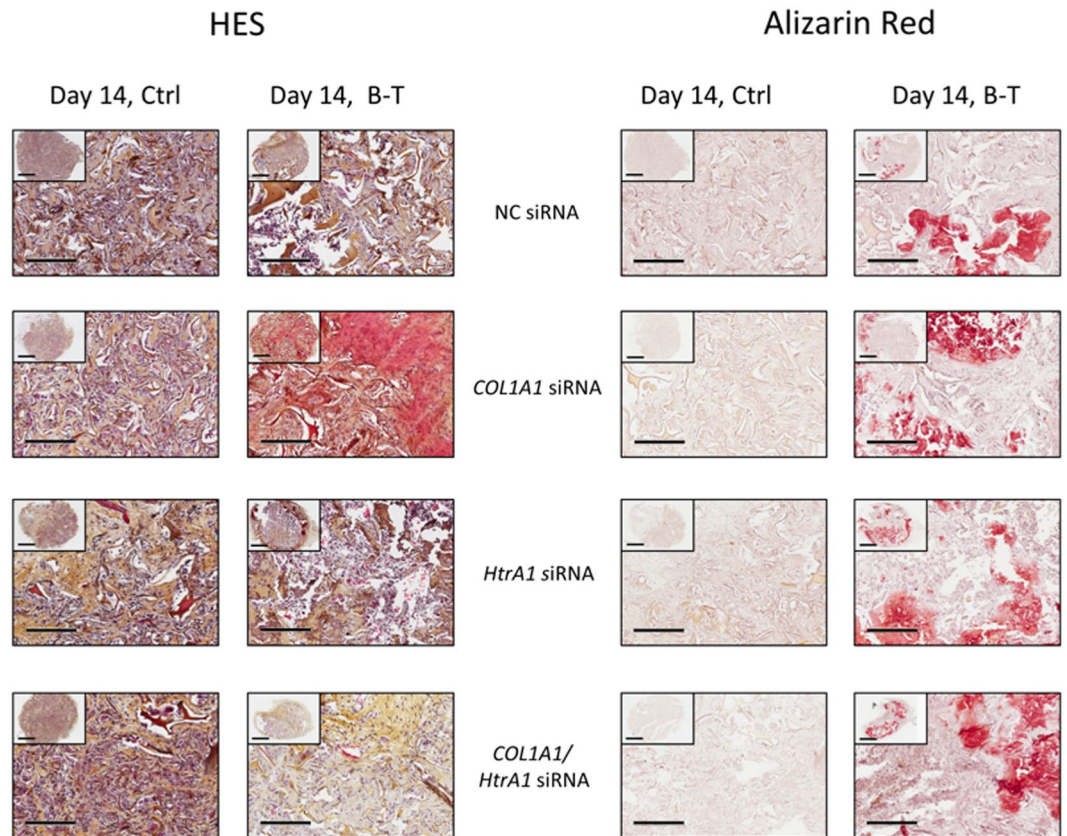 HES
Alizarin Red
Day 14, Ctrl
Day 14, B-T
Day 14, Ctrl
Day 14, B-T
NC siRNA
COL1A1 siRNA
HtrA1 siRNA
COL1A1/
HtrA1 siRNA